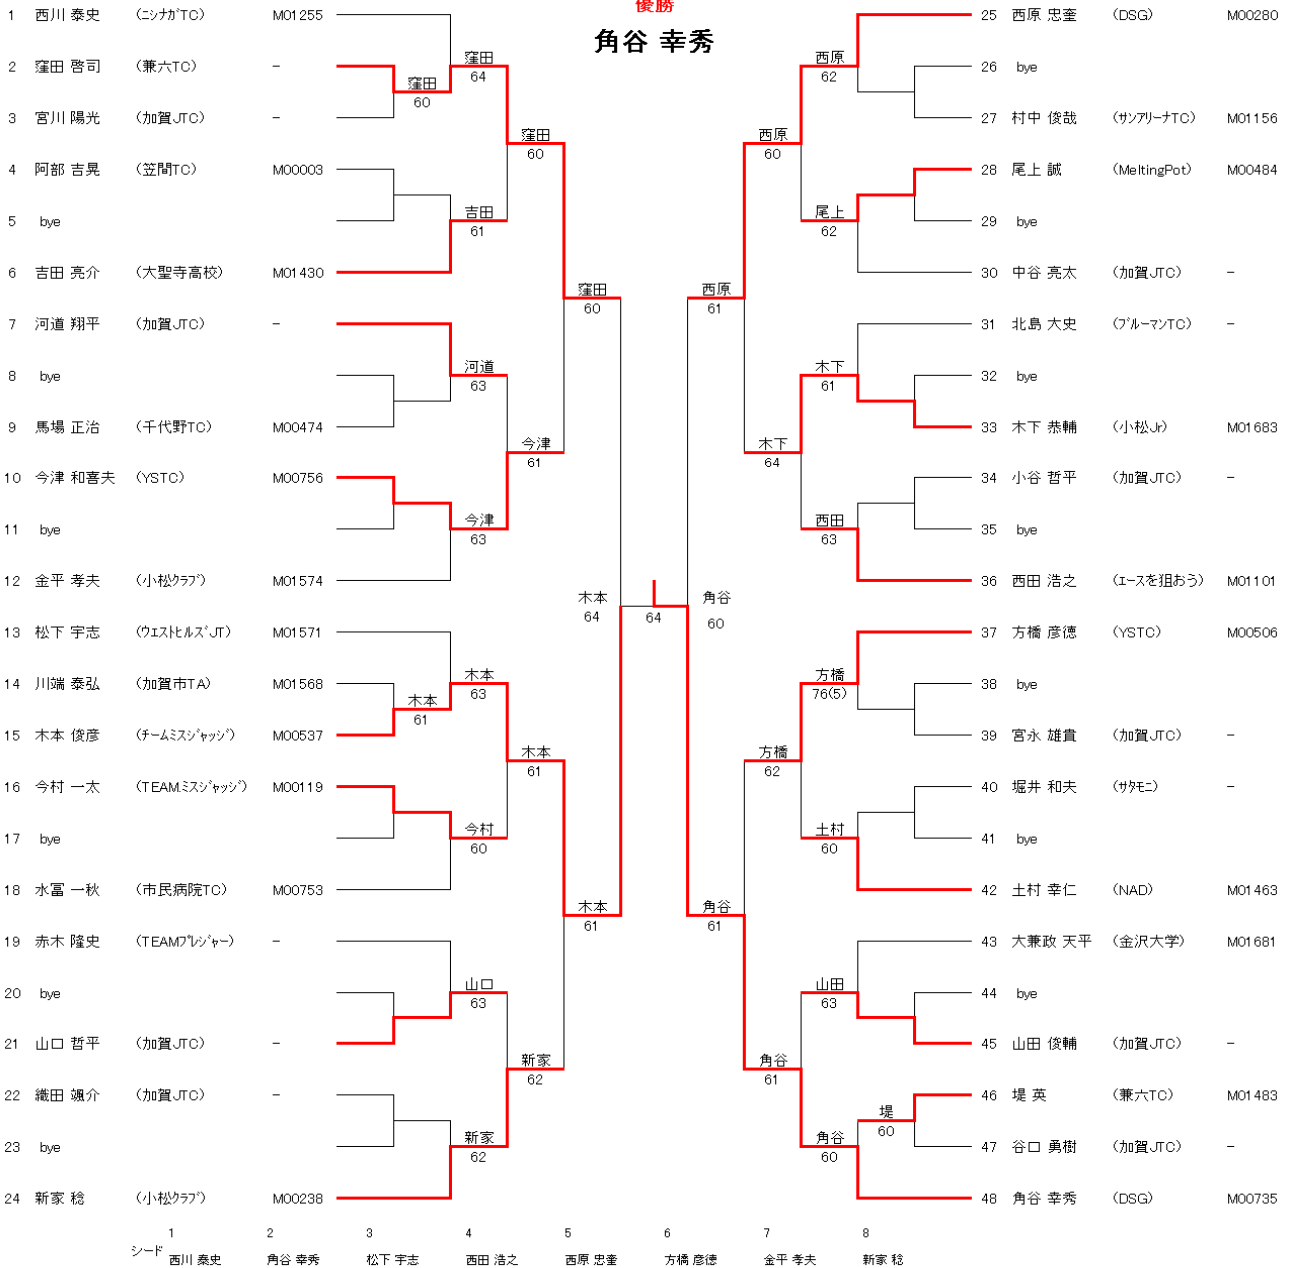 優勝
角谷 幸秀
1 西川 泰史 (ニシナガTC) M01255
2 窪田 啓司 (兼六TC) -
3 宮川 陽光 (加賀JTC) -
4 阿部 吉晃 (笠間TC) M00003
5 bye
6 吉田 亮介 (大聖寺高校) M01430
7 河道 翔平 (加賀JTC) -
8 bye
9 馬場 正治 (千代野TC) M00474
10 今津 和喜夫 (YSTC) M00756
11 bye
12 金平 孝夫 (小松クラブ) M01574
13 松下 宇志 (ウエストヒルズJT) M01571
14 川端 泰弘 (加賀市TA) M01568
15 木本 俊彦 (チームミスジャッジ) M00537
16 今村 一太 (TEAMミスジャッジ) M00119
17 bye
18 水冨 一秋 (市民病院TC) M00753
19 赤木 隆史 (TEAMプレジャー) -
20 bye
21 山口 哲平 (加賀JTC) -
22 織田 颯介 (加賀JTC) -
23 bye
24 新家 稔 (小松クラブ) M00238
窪田
60
窪田
64
吉田
61
河道
63
今津
63
木本
61
木本
63
今村
60
山口
63
新家
62
窪田
60
今津
61
木本
61
新家
62
窪田
60
木本
61
木本
64
64
角谷
60
西原
61
角谷
61
西原
60
木下
64
方橋
62
角谷
61
西原
62
尾上
62
木下
61
西田
63
方橋
76(5)
土村
60
山田
63
角谷
60
堤
60
25 西原 忠奎 (DSG) M00280
26 bye
27 村中 俊哉 (サンアリーナTC) M01156
28 尾上 誠 (MeltingPot) M00484
29 bye
30 中谷 亮太 (加賀JTC) -
31 北島 大史 (ブルーマンTC) -
32 bye
33 木下 恭輔 (小松Jr) M01683
34 小谷 哲平 (加賀JTC) -
35 bye
36 西田 浩之 (エースを狙おう) M01101
37 方橋 彦徳 (YSTC) M00506
38 bye
39 宮永 雄貴 (加賀JTC) -
40 堀井 和夫 (サタモニ) -
41 bye
42 土村 幸仁 (NAD) M01463
43 大兼政 天平 (金沢大学) M01681
44 bye
45 山田 俊輔 (加賀JTC) -
46 堤 英 (兼六TC) M01483
47 谷口 勇樹 (加賀JTC) -
48 角谷 幸秀 (DSG) M00735
1 2 3 4 5 6 7 8
シード 西川 泰史 角谷 幸秀 松下 宇志 西田 浩之 西原 忠奎 方橋 彦徳 金平 孝夫 新家 稔